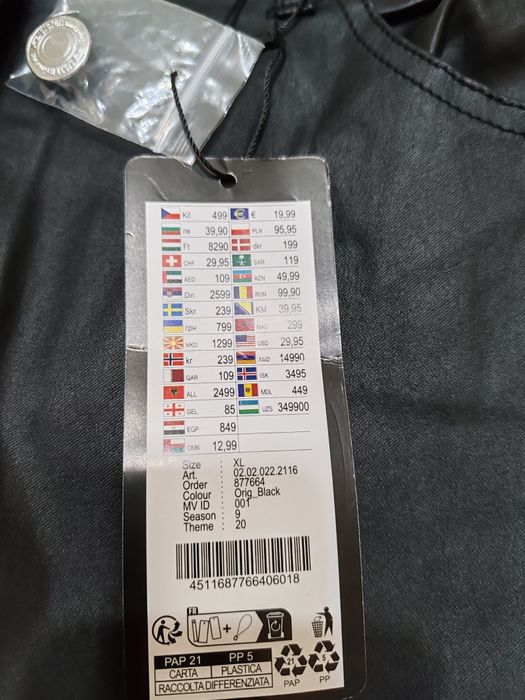 Kč 499 € 19,99
лв 39,90 PLN 95,95
Ft 8290 dkr 199
CHF 29,95 SAR 119
AED 109 AZN 49,99
Din 2599 RON 99,90
Skr 239 KM 39,95
грн 799 MAD 299
MKD 1299 USD 29,95
kr 239 AMD 14990
QAR 109 ISK 3495
ALL 2499 MDL 449
GEL 85 UZS 349900
EGP 849
OMR 12,99
Size : XL
Art. : 02.02.022.2116
Order : 877664
Colour : Orig_Black
MV ID : 001
Season : 9
Theme : 20
4511687766406018
FR
+
PAP 21 PP 5
CARTA PLASTICA
RACCOLTA DIFFERENZIATA
21 5
PAP PP